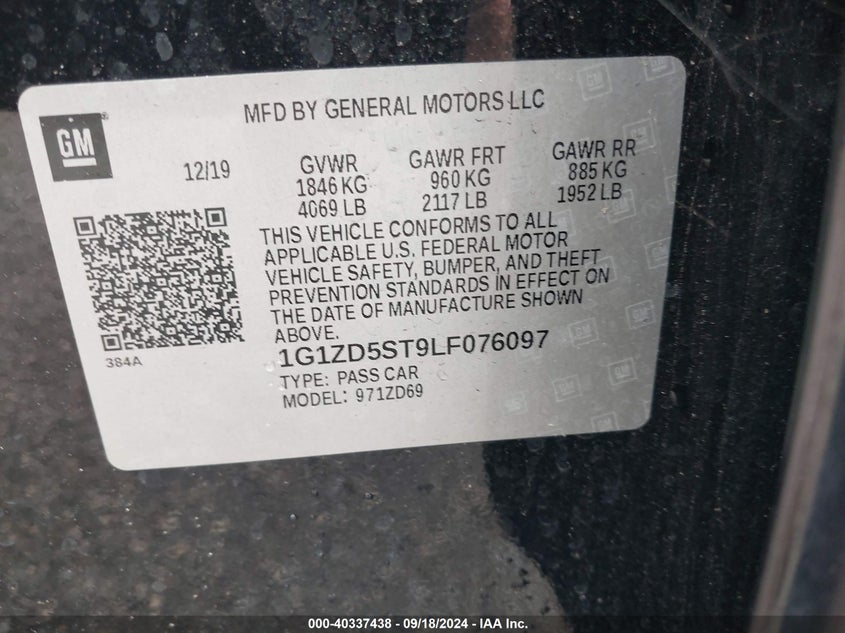 MFD BY GENERAL MOTORS LLC
GM
12/19
GVWR
1846 KG
4069 LB
GAWR FRT
960 KG
2117 LB
GAWR RR
885 KG
1952 LB
THIS VEHICLE CONFORMS TO ALL
APPLICABLE U.S. FEDERAL MOTOR
VEHICLE SAFETY, BUMPER, AND THEFT
PREVENTION STANDARDS IN EFFECT ON
THE DATE OF MANUFACTURE SHOWN
ABOVE.
384A
1G1ZD5ST9LF076097
TYPE: PASS CAR
MODEL: 971ZD69
000-40337438 - 09/18/2024 - IAA Inc.